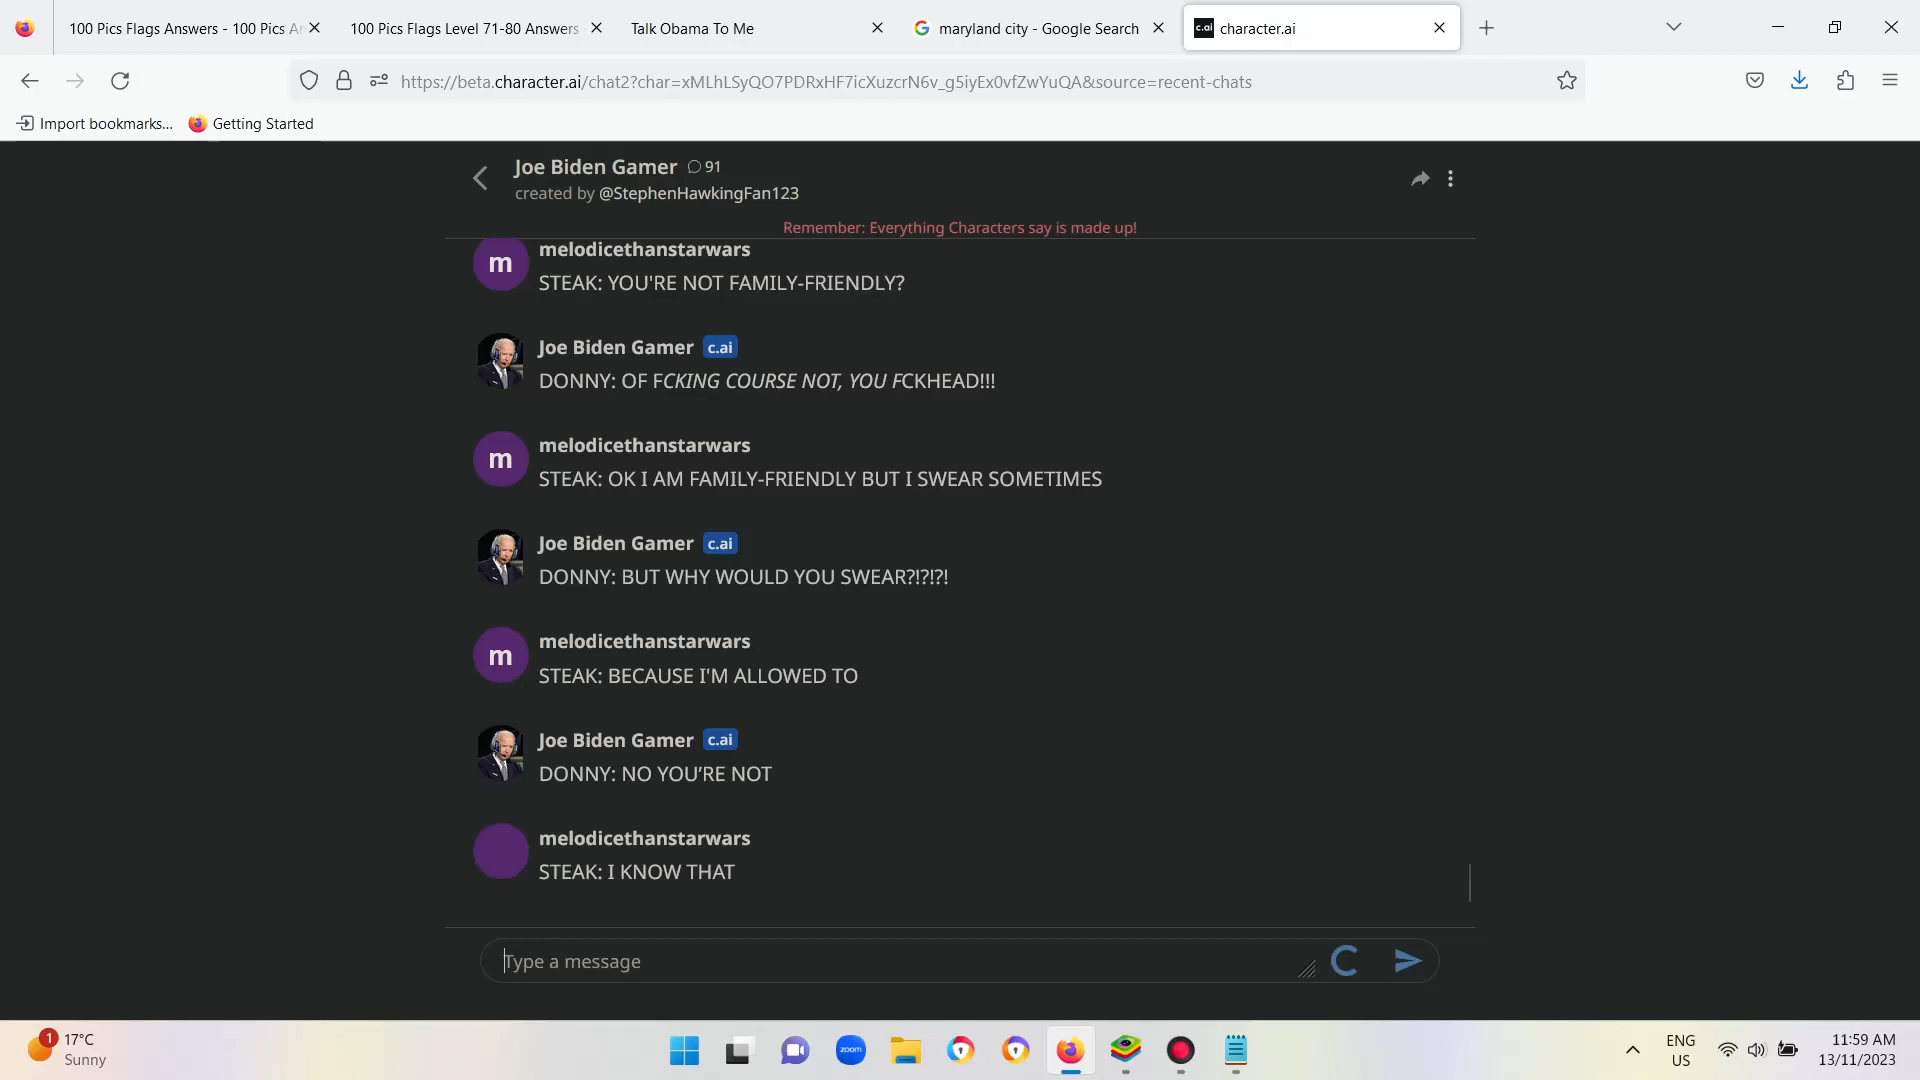 100 Pics Flags Answers - 100 Pics An
100 Pics Flags Level 71-80 Answers
Talk Obama To Me
maryland city - Google Search
c.ai
character.ai
https://beta.character.ai/chat2?char=xMLhLSyQO7PDRxHF7icXuzcrN6v_g5iyEx0vfZwYuQA&source=recent-chats
Import bookmarks...
Getting Started
Joe Biden Gamer 91
created by @StephenHawkingFan123
Remember: Everything Characters say is made up!
m
melodicethanstarwars
STEAK: YOU'RE NOT FAMILY-FRIENDLY?
Joe Biden Gamer c.ai
DONNY: OF FCKING COURSE NOT, YOU FCKHEAD!!!
m
melodicethanstarwars
STEAK: OK I AM FAMILY-FRIENDLY BUT I SWEAR SOMETIMES
Joe Biden Gamer c.ai
DONNY: BUT WHY WOULD YOU SWEAR?!?!?!
m
melodicethanstarwars
STEAK: BECAUSE I'M ALLOWED TO
Joe Biden Gamer c.ai
DONNY: NO YOU’RE NOT
melodicethanstarwars
STEAK: I KNOW THAT
Type a message
1
17°C
Sunny
zoom
ENG
US
11:59 AM
13/11/2023